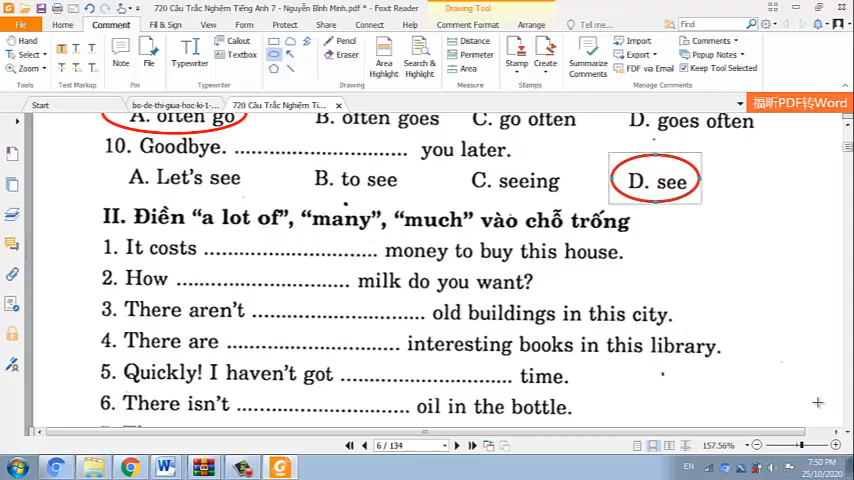 720 Câu Trắc Nghiệm Tiếng Anh 7 - Nguyễn Bình Minh.pdf * - Foxit Reader
Drawing Tool
File Home Comment Fill & Sign View Form Protect Share Connect Help Extras Comment Format Arrange Tell me... Find
Hand
Select
Zoom
Text Markup
Note File
Typewriter
Callout
Textbox
Typewriter
Pencil
Eraser
Drawing
Area Highlight
Search & Highlight
Distance
Perimeter
Area
Measure
Stamp Create
Stamps
Summarize Comments
Import
Export
FDF via Email
Comments
Popup Notes
Keep Tool Selected
Manage Comments
Start bo-de-thi-giua-hoc-ki-1-... 720 Câu Trắc Nghiệm Ti... 福昕PDF转Word
A. often go B. often goes C. go often D. goes often
10. Goodbye. .................................. you later.
A. Let's see B. to see C. seeing D. see
II. Điền "a lot of", "many", "much" vào chỗ trống
1. It costs .................................. money to buy this house.
2. How .................................. milk do you want?
3. There aren't .................................. old buildings in this city.
4. There are .................................. interesting books in this library.
5. Quickly! I haven't got .................................. time.
6. There isn't .................................. oil in the bottle.
6 / 134 157.56%
EN 7:50 PM
25/10/2020